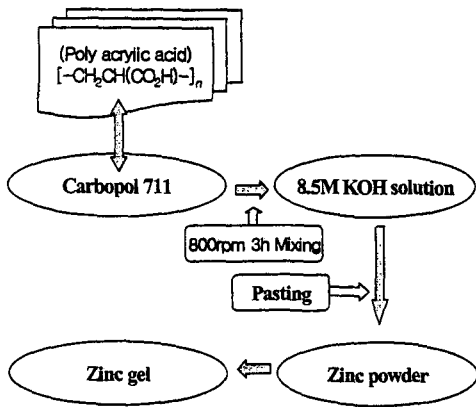 (Poly acrylic acid)
[-CH₂CH(CO₂H)-]ₙ
Carbopol 711
8.5M KOH solution
800rpm 3h Mixing
Pasting
Zinc gel
Zinc powder